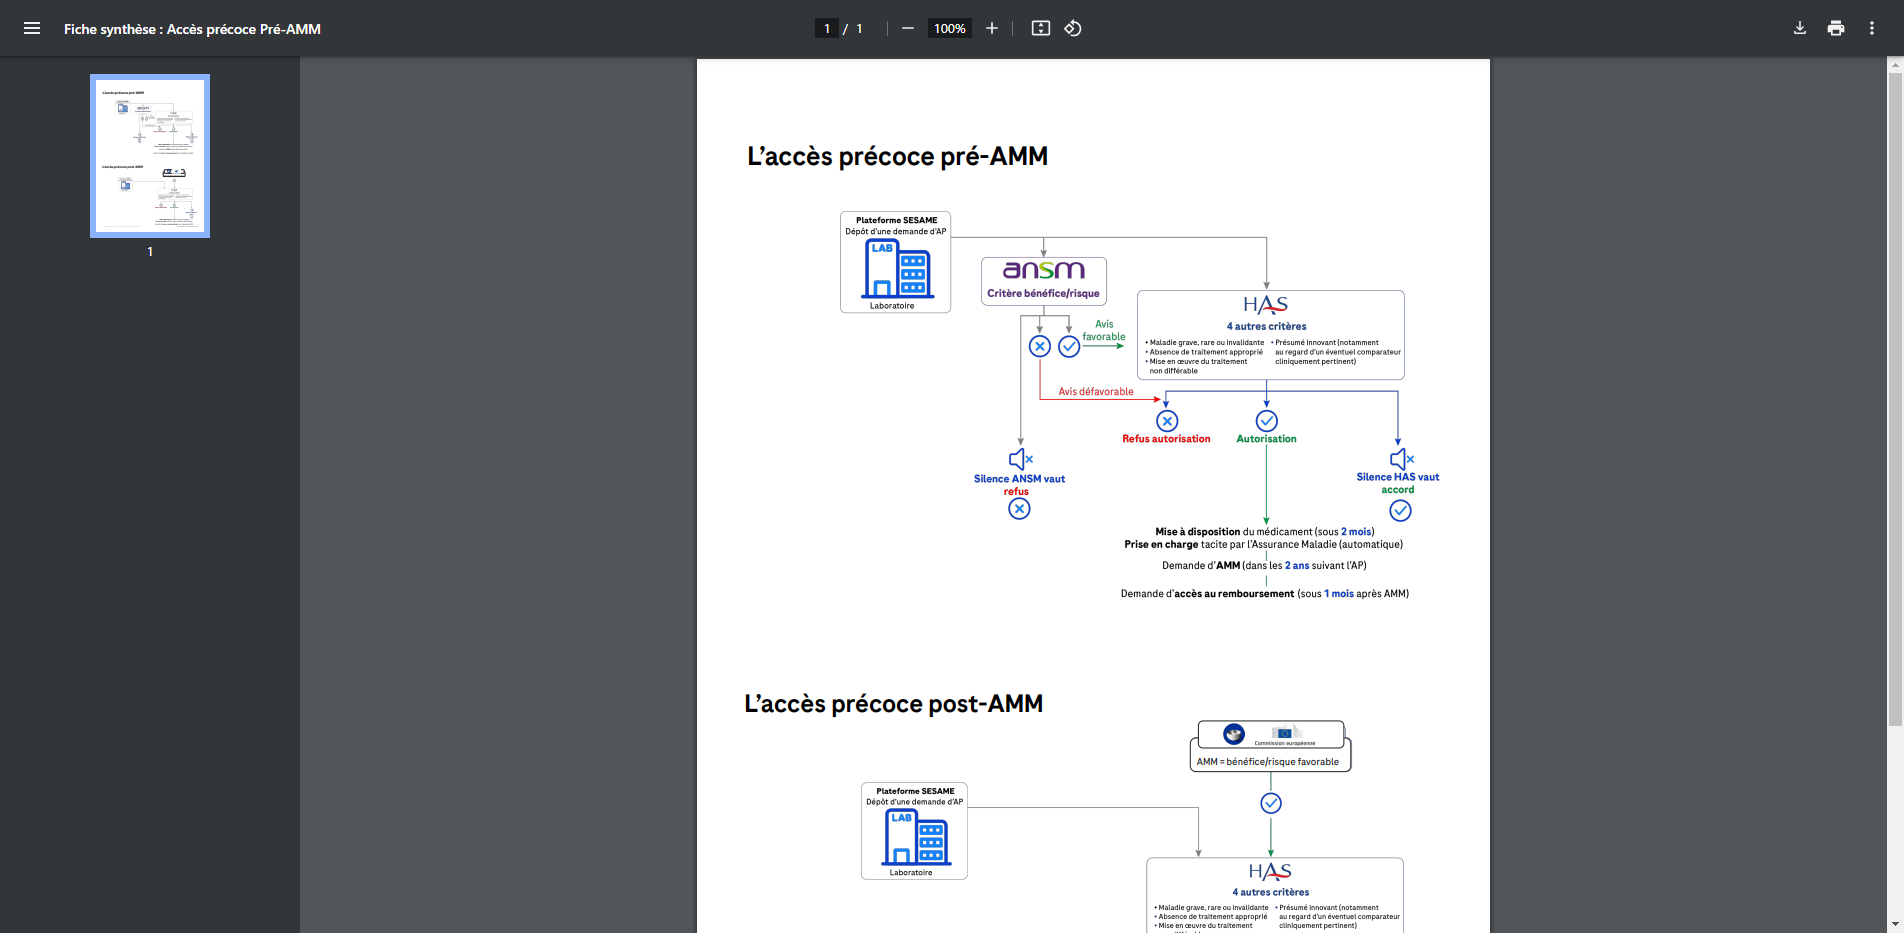 Fiche synthèse : Accès précoce Pré-AMM
1 / 1
100%
1
L'accès précoce pré-AMM
Plateforme SESAME
Dépôt d'une demande d'AP
LAB
Laboratoire
ansm
Critère bénéfice/risque
Avis
favorable
Avis défavorable
HAS
4 autres critères
• Maladie grave, rare ou invalidante
• Absence de traitement approprié
• Mise en œuvre du traitement
non différable
• Présumé innovant (notamment
au regard d'un éventuel comparateur
cliniquement pertinent)
Refus autorisation
Autorisation
Silence ANSM vaut
refus
Silence HAS vaut
accord
Mise à disposition du médicament (sous 2 mois)
Prise en charge tacite par l'Assurance Maladie (automatique)
Demande d'AMM (dans les 2 ans suivant l'AP)
Demande d'accès au remboursement (sous 1 mois après AMM)
L'accès précoce post-AMM
Commission européenne
AMM = bénéfice/risque favorable
Plateforme SESAME
Dépôt d'une demande d'AP
LAB
Laboratoire
HAS
4 autres critères
• Maladie grave, rare ou invalidante
• Absence de traitement approprié
• Mise en œuvre du traitement
• Présumé innovant (notamment
au regard d'un éventuel comparateur
cliniquement pertinent)